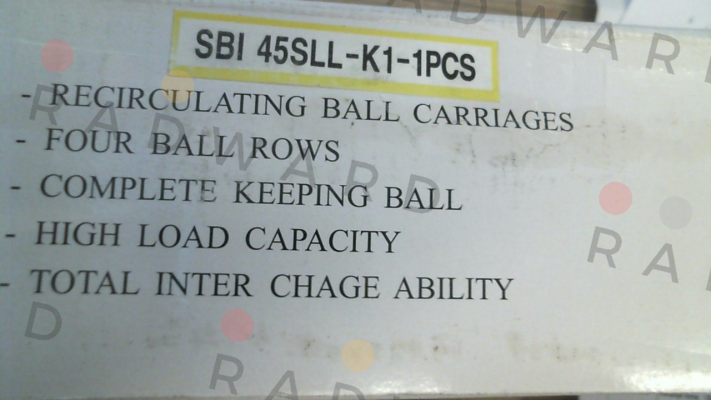 SBI 45SLL-K1-1PCS
- RECIRCULATING BALL CARRIAGES
- FOUR BALL ROWS
- COMPLETE KEEPING BALL
- HIGH LOAD CAPACITY
- TOTAL INTER CHAGE ABILITY
RADWARD